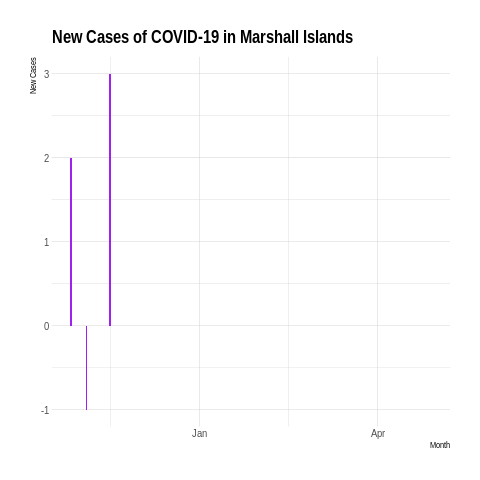 New Cases of COVID-19 in Marshall Islands
New Cases
3
2
1
0
-1
Jan
Apr
Month